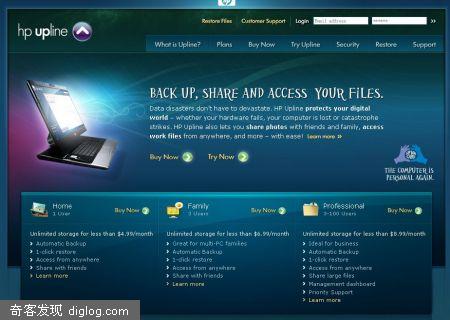 hp
Restore Files
Customer Support
Login
Email address
hp upline
What is Upline?
Plans
Buy Now
Try Upline
Security
Restore
Support
BACK UP, SHARE AND ACCESS YOUR FILES.
Data disasters don't have to devastate. HP Upline protects your digital
world – whether your hardware fails, your computer is lost or catastrophe
strikes. HP Upline also lets you share photos with friends and family, access
work files from anywhere, and more – with ease! Learn more »
Buy Now
Try Now
THE COMPUTER IS
PERSONAL AGAIN.
Home
1 User
Buy Now
Unlimited storage for less than $4.99/month
Automatic Backup
1-click restore
Access from anywhere
Share with friends
Learn more
Family
3 Users
Buy Now
Unlimited storage for less than $6.99/month
Great for multi-PC families
Automatic Backup
1-click restore
Access from anywhere
Share with friends
Learn more
Professional
3-100 Users
Buy Now
Unlimited storage for less than $8.99/month
Ideal for business
Automatic Backup
1-click restore
Access from anywhere
Share large files
Management dashboard
Priority Support
Learn more
奇客发现 diglog.com